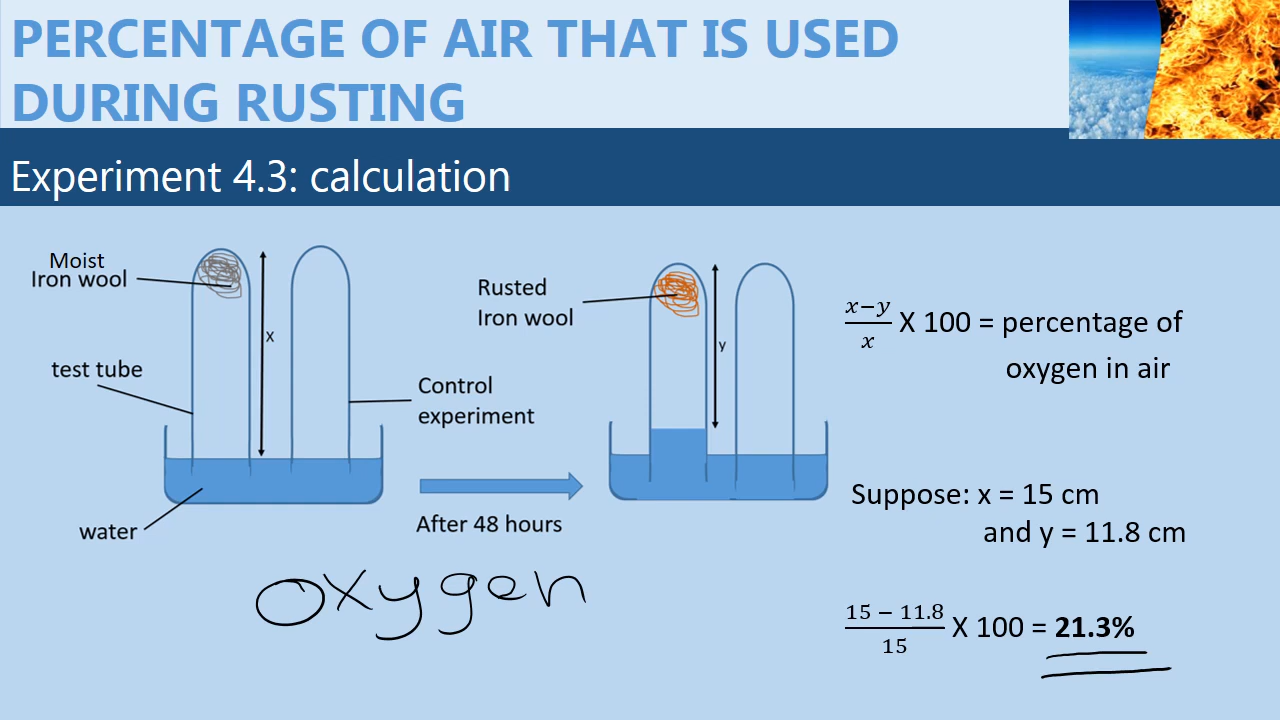 PERCENTAGE OF AIR THAT IS USED
DURING RUSTING
Experiment 4.3: calculation
Moist
Iron wool
test tube
water
x
Control
experiment
After 48 hours
Rusted
Iron wool
y
x−y
x
X 100 = percentage of
oxygen in air
Suppose: x = 15 cm
and y = 11.8 cm
15 − 11.8
15
X 100 = 21.3%
oxygen